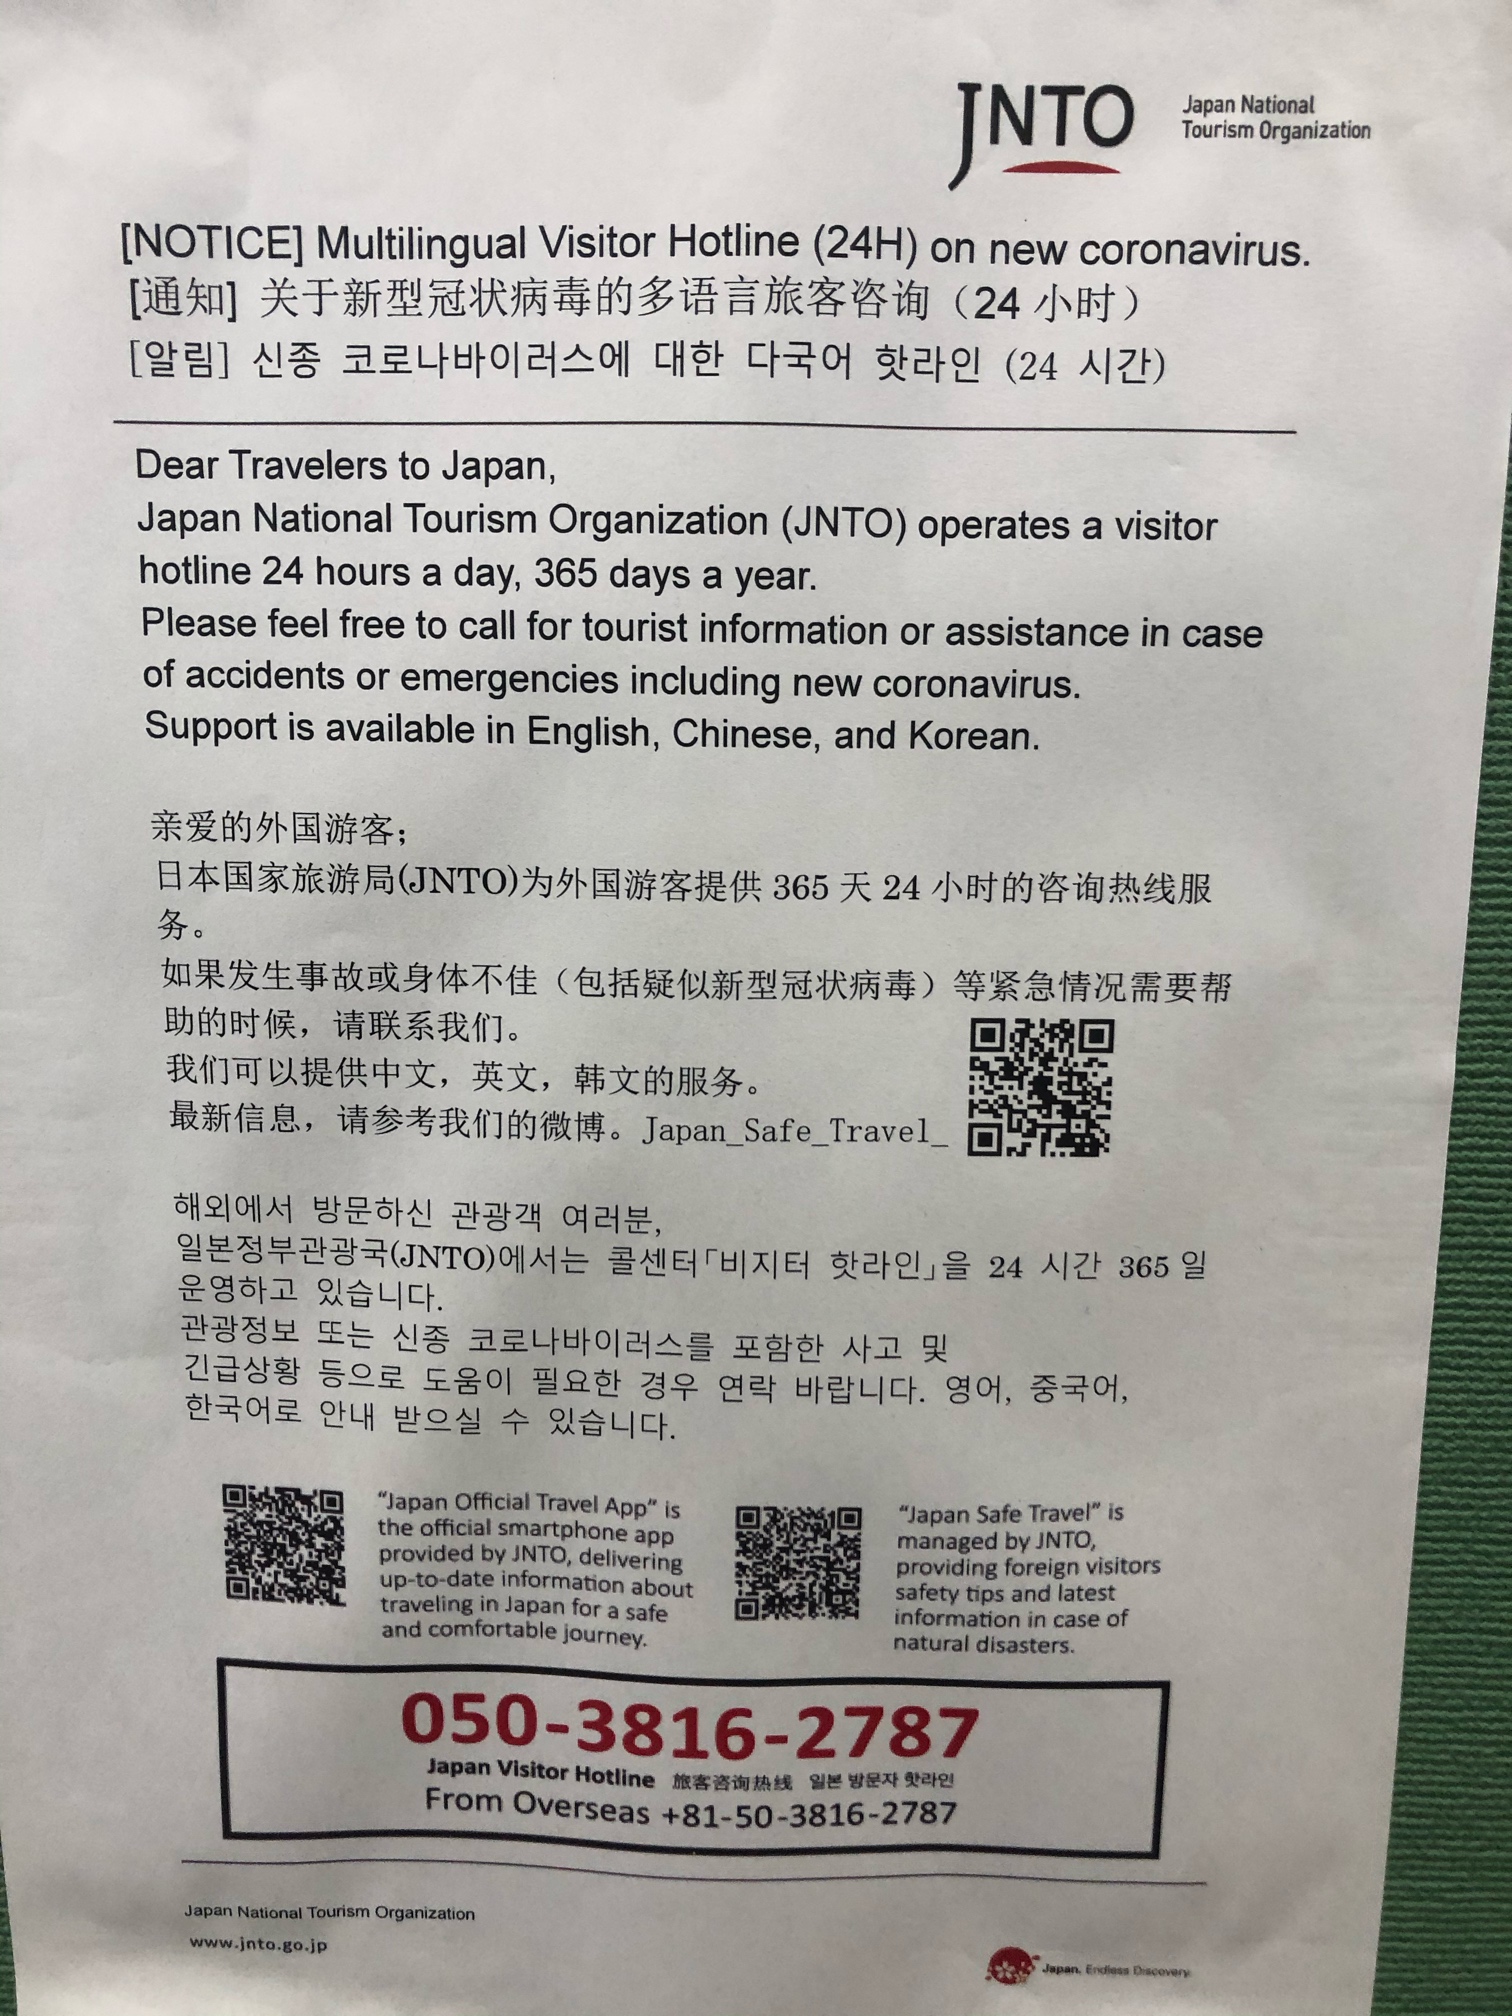 JNTO
Japan National
Tourism Organization
[NOTICE] Multilingual Visitor Hotline (24H) on new coronavirus.
[通知] 关于新型冠状病毒的多语言旅客咨询（24 小时）
[알림] 신종 코로나바이러스에 대한 다국어 핫라인 (24 시간)
Dear Travelers to Japan,
Japan National Tourism Organization (JNTO) operates a visitor
hotline 24 hours a day, 365 days a year.
Please feel free to call for tourist information or assistance in case
of accidents or emergencies including new coronavirus.
Support is available in English, Chinese, and Korean.
亲爱的外国游客；
日本国家旅游局(JNTO)为外国游客提供 365 天 24 小时的咨询热线服
务。
如果发生事故或身体不佳（包括疑似新型冠状病毒）等紧急情况需要帮
助的时候，请联系我们。
我们可以提供中文，英文，韩文的服务。
最新信息，请参考我们的微博。Japan_Safe_Travel_
해외에서 방문하신 관광객 여러분,
일본정부관광국(JNTO)에서는 콜센터「비지터 핫라인」을 24 시간 365 일
운영하고 있습니다.
관광정보 또는 신종 코로나바이러스를 포함한 사고 및
긴급상황 등으로 도움이 필요한 경우 연락 바랍니다. 영어, 중국어,
한국어로 안내 받으실 수 있습니다.
“Japan Official Travel App” is
the official smartphone app
provided by JNTO, delivering
up-to-date information about
traveling in Japan for a safe
and comfortable journey.
“Japan Safe Travel” is
managed by JNTO,
providing foreign visitors
safety tips and latest
information in case of
natural disasters.
050-3816-2787
Japan Visitor Hotline 旅客咨询热线 일본 방문자 핫라인
From Overseas +81-50-3816-2787
Japan National Tourism Organization
www.jnto.go.jp
Japan. Endless Discovery.